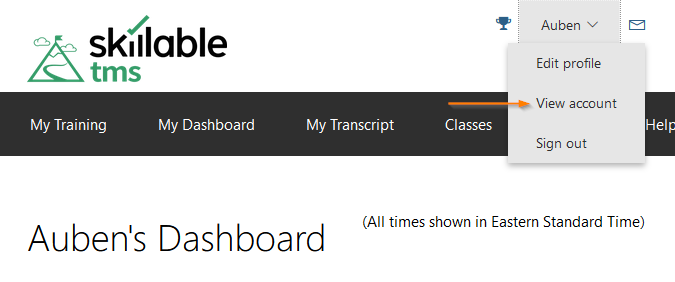 skillable
tms
Auben
Edit profile
View account
Sign out
My Training
My Dashboard
My Transcript
Classes
Help
Auben's Dashboard
(All times shown in Eastern Standard Time)